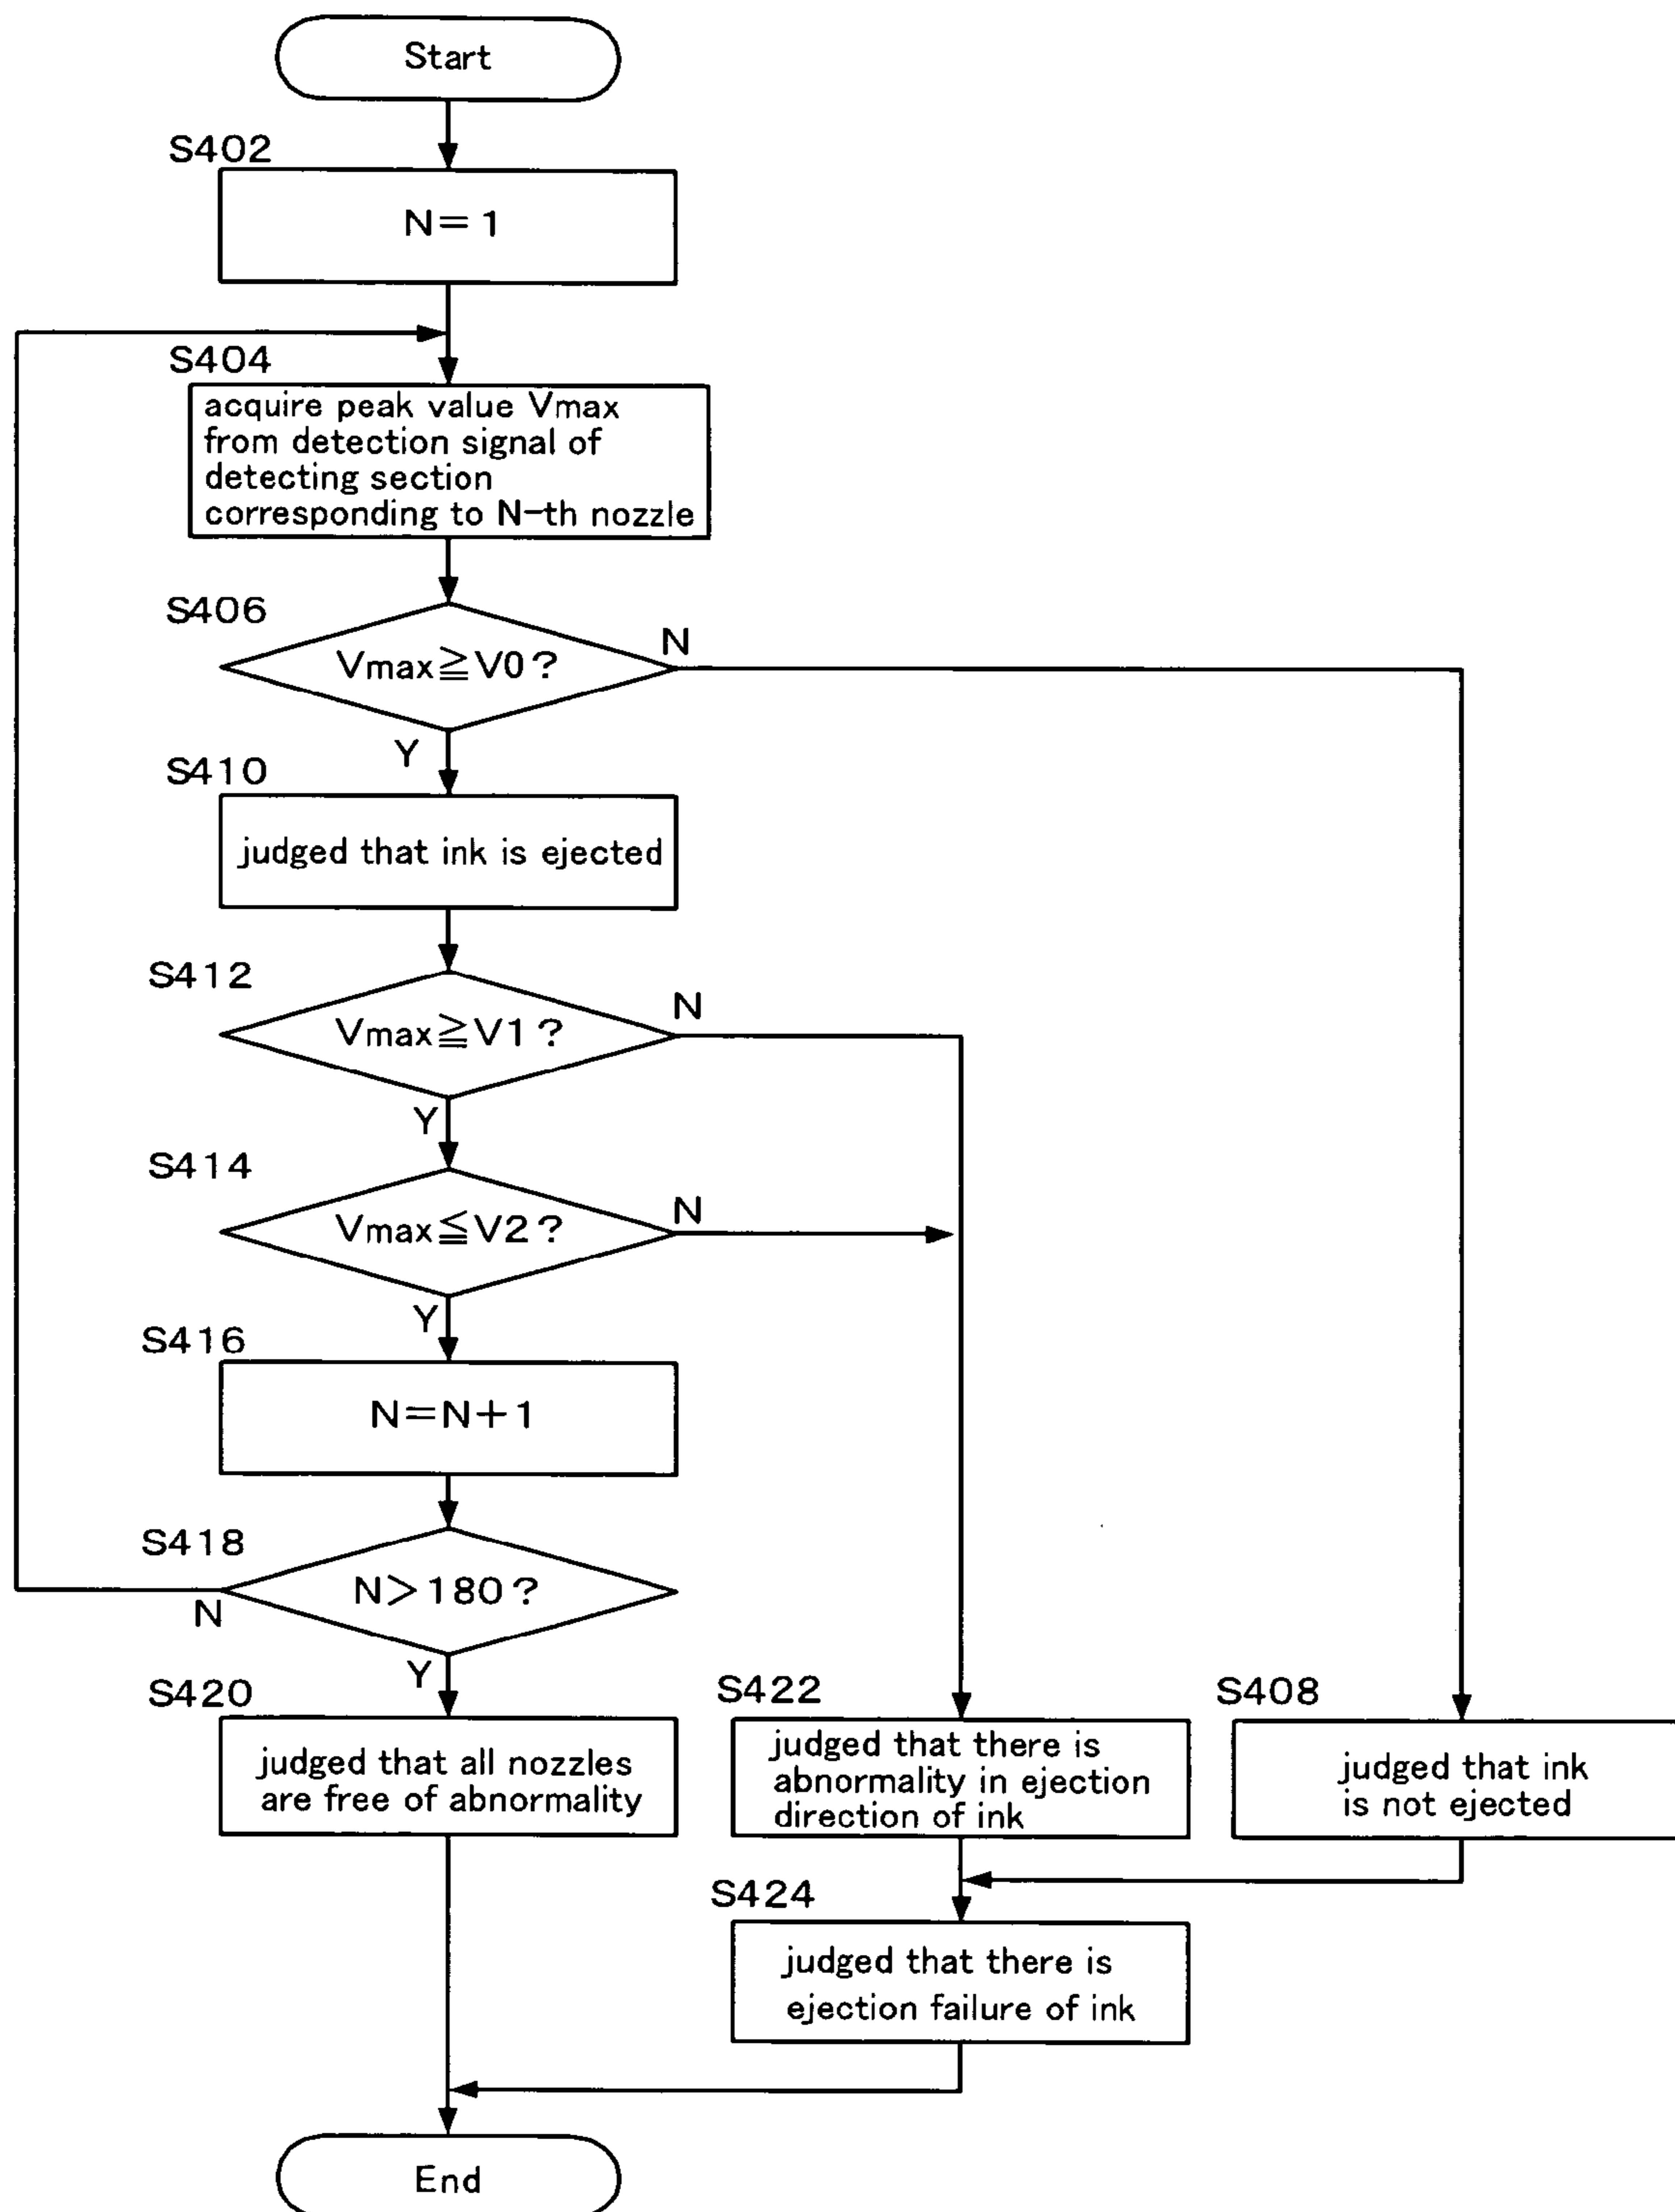 Start
S402
N=1
S404
acquire peak value Vmax
from detection signal of
detecting section
corresponding to N-th nozzle
S406
Vmax≧V0?
N
Y
S410
judged that ink is ejected
S412
Vmax≧V1?
N
Y
S414
Vmax≦V2?
N
Y
S416
N=N+1
S418
N>180?
N
Y
S420
judged that all nozzles
are free of abnormality
S422
judged that there is
abnormality in ejection
direction of ink
S408
judged that ink
is not ejected
S424
judged that there is
ejection failure of ink
End